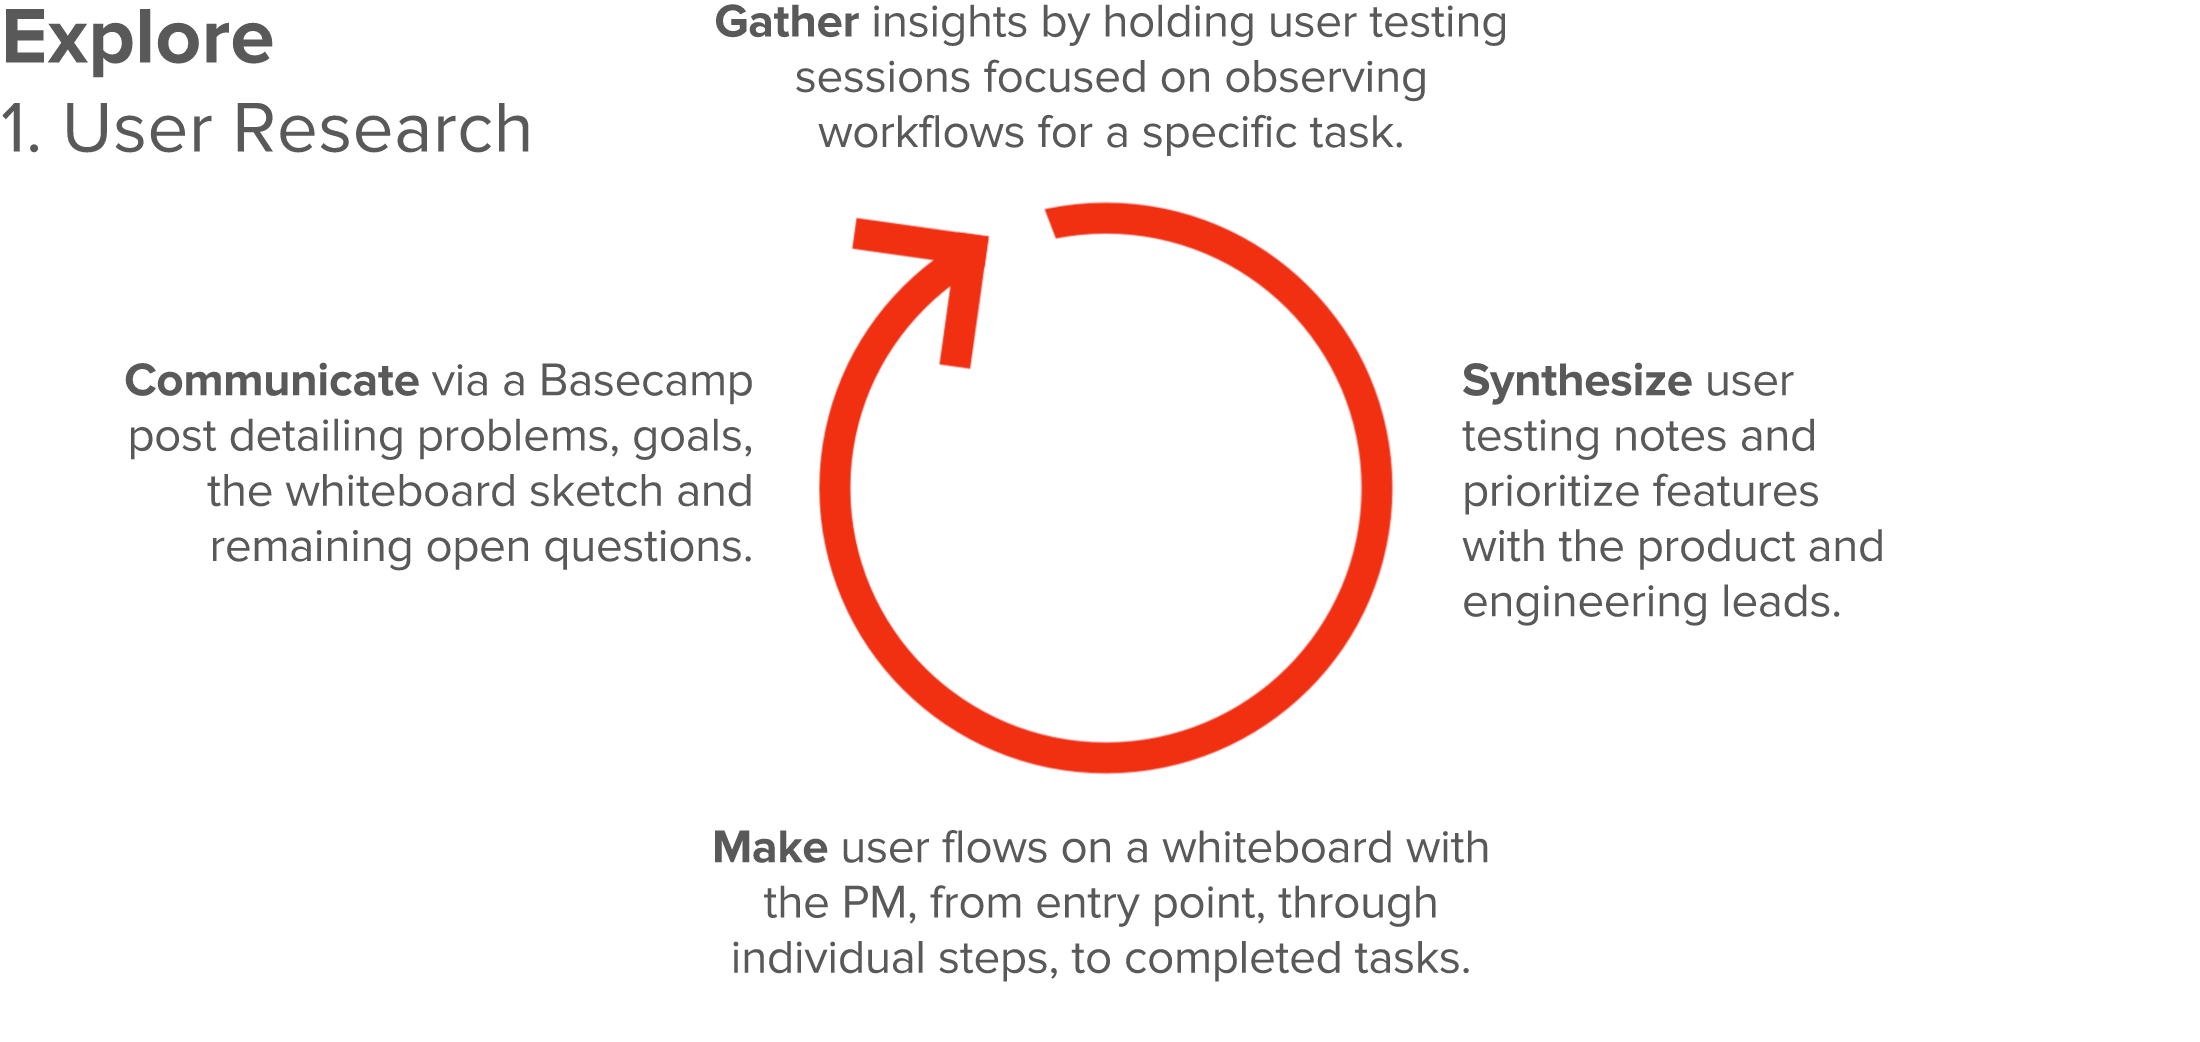 Explore
1. User Research
Gather insights by holding user testing
sessions focused on observing
workflows for a specific task.
Synthesize user
testing notes and
prioritize features
with the product and
engineering leads.
Make user flows on a whiteboard with
the PM, from entry point, through
individual steps, to completed tasks.
Communicate via a Basecamp
post detailing problems, goals,
the whiteboard sketch and
remaining open questions.